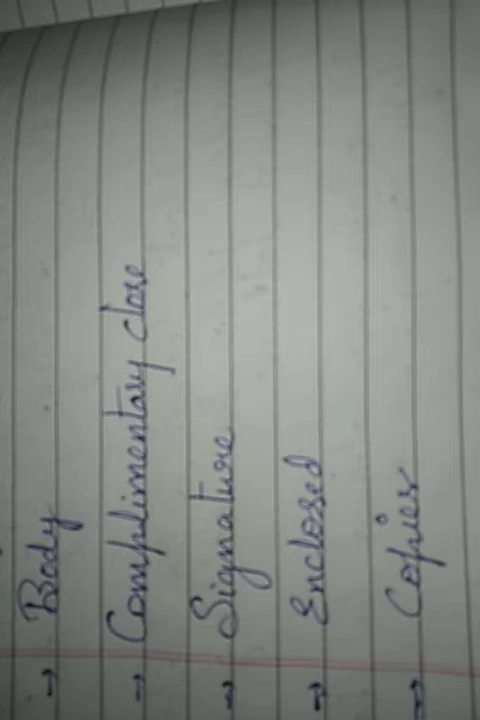 → Body
→ Complimentary close
→ Signature
→ Enclosed
→ Copies